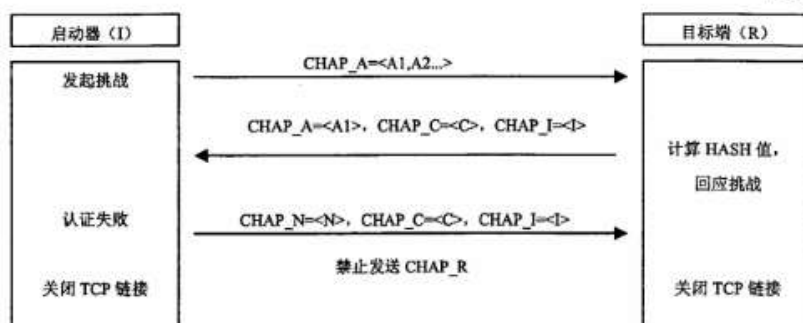 启动器（I）
目标端（R）
发起挑战
CHAP_A=<A1,A2...>
CHAP_A=<A1>，CHAP_C=<C>，CHAP_I=<I>
计算 HASH 值，
回应挑战
认证失败
CHAP_N=<N>，CHAP_C=<C>，CHAP_I=<I>
禁止发送 CHAP_R
关闭 TCP 链接
关闭 TCP 链接